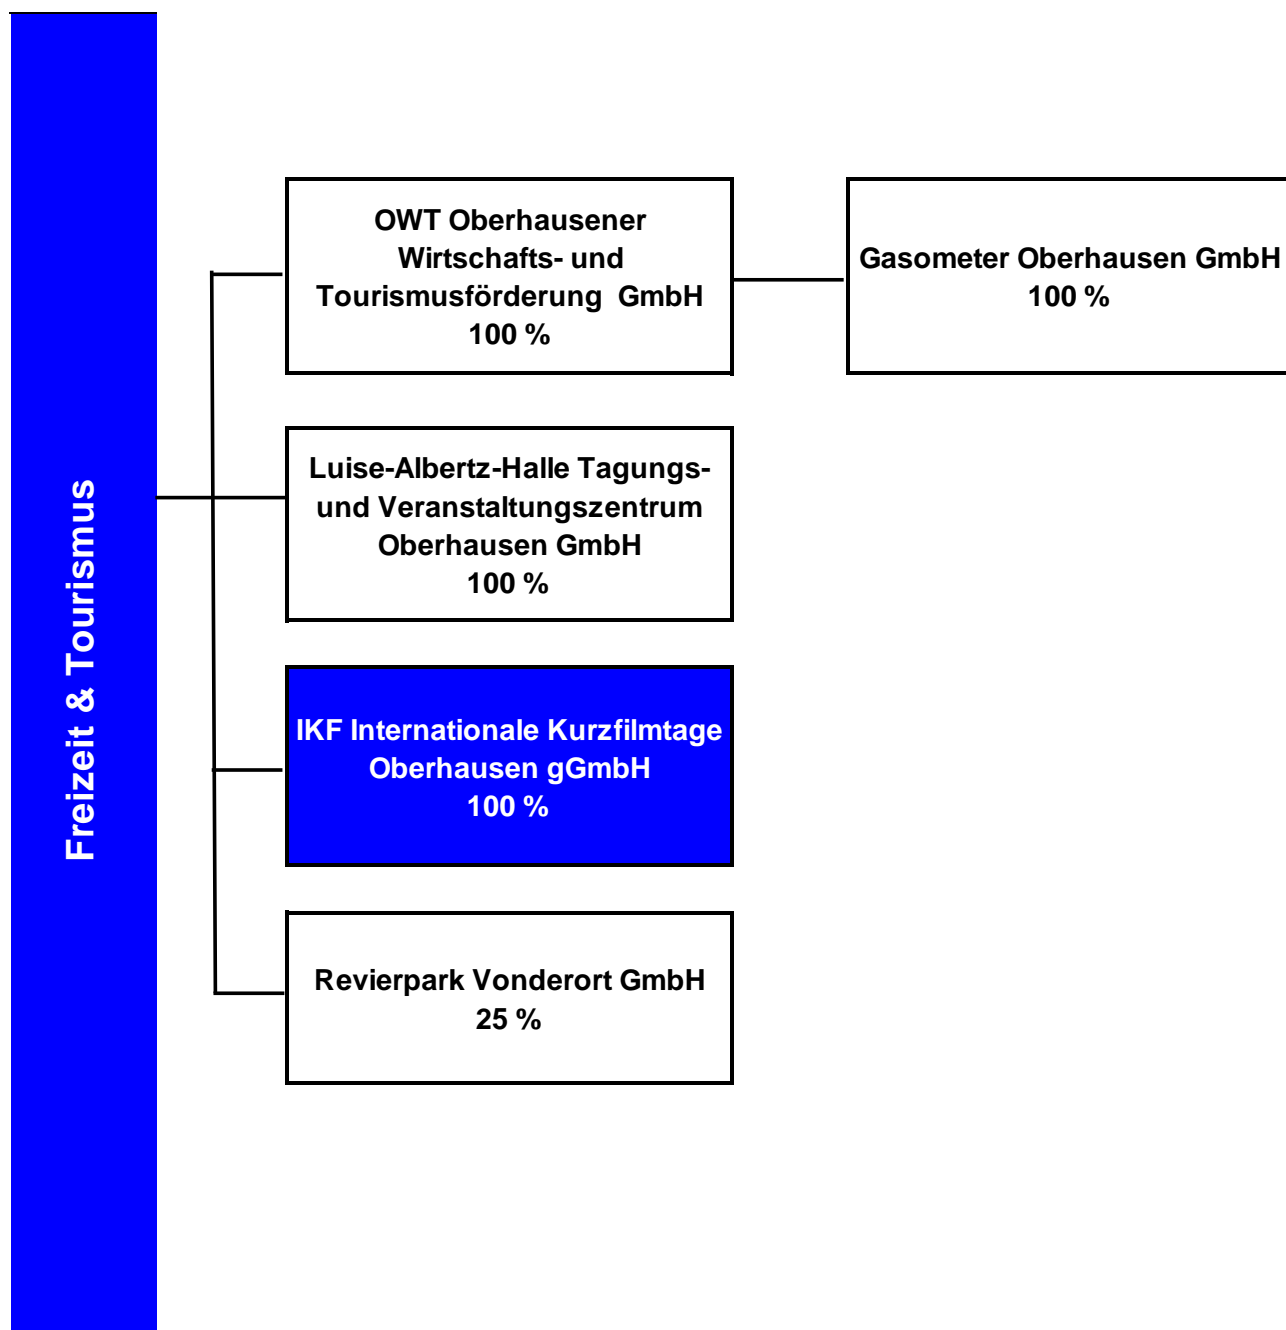 Freizeit & Tourismus
OWT Oberhausener
Wirtschafts- und
Tourismusförderung GmbH
100 %
Gasometer Oberhausen GmbH
100 %
Luise-Albertz-Halle Tagungs-
und Veranstaltungszentrum
Oberhausen GmbH
100 %
IKF Internationale Kurzfilmtage
Oberhausen gGmbH
100 %
Revierpark Vonderort GmbH
25 %